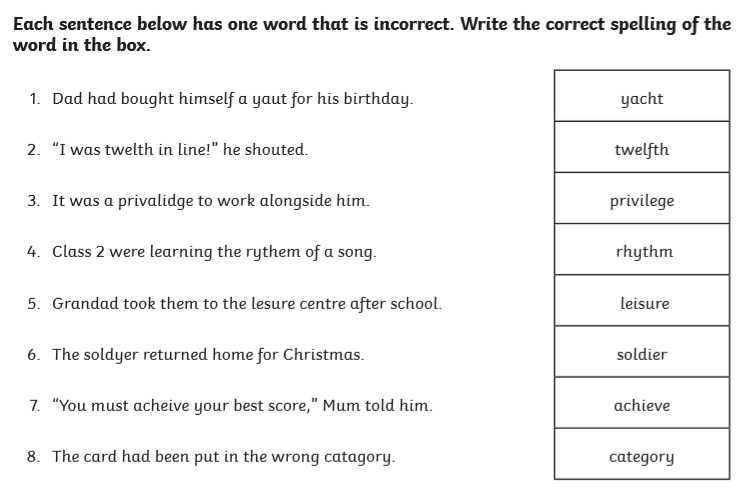 Each sentence below has one word that is incorrect. Write the correct spelling of the
word in the box.
1. Dad had bought himself a yaut for his birthday. yacht
2. “I was twelth in line!” he shouted. twelfth
3. It was a privalidge to work alongside him. privilege
4. Class 2 were learning the rythem of a song. rhythm
5. Grandad took them to the lesure centre after school. leisure
6. The soldyer returned home for Christmas. soldier
7. “You must acheive your best score,” Mum told him. achieve
8. The card had been put in the wrong catagory. category